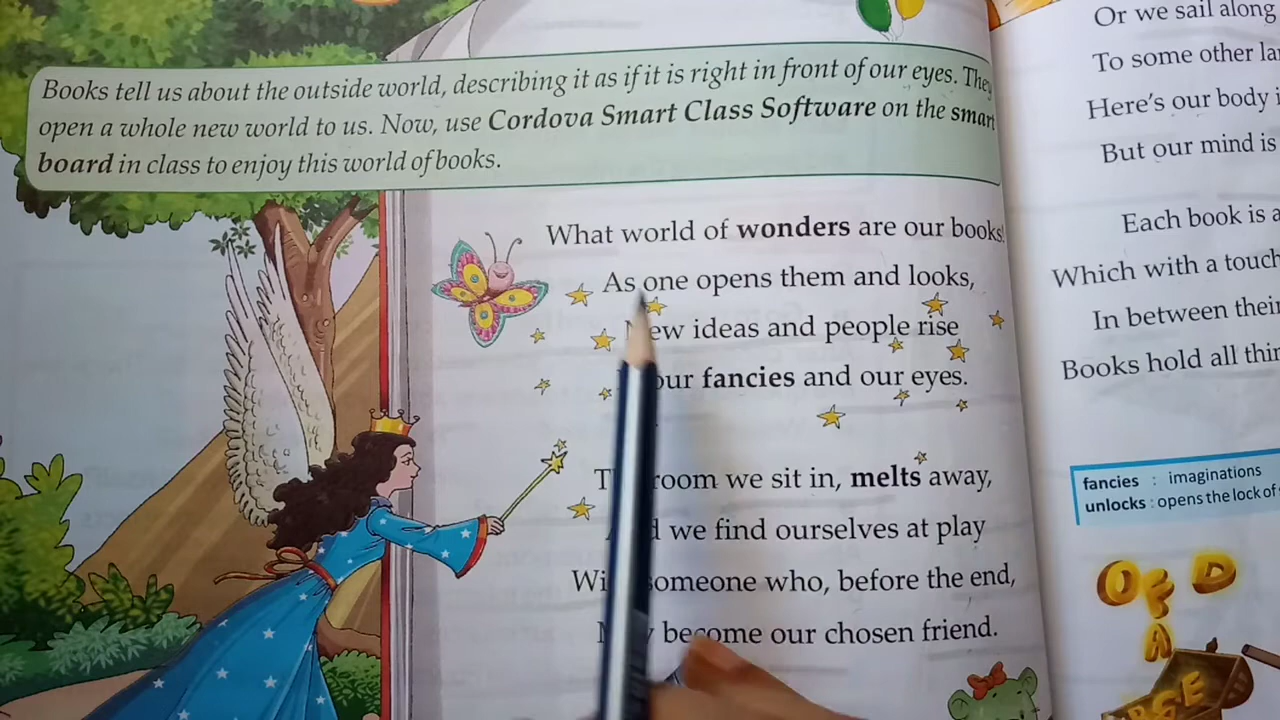 Books tell us about the outside world, describing it as if it is right in front of our eyes. They
open a whole new world to us. Now, use Cordova Smart Class Software on the smart
board in class to enjoy this world of books.
What world of wonders are our books!
As one opens them and looks,
New ideas and people rise
our fancies and our eyes.
room we sit in, melts away,
we find ourselves at play
someone who, before the end,
become our chosen friend.
Or we sail along
To some other
Here's our body
But our mind is
Each book is a
Which with a touch
In between their
Books hold all
fancies : imaginations
unlocks : opens the lock of